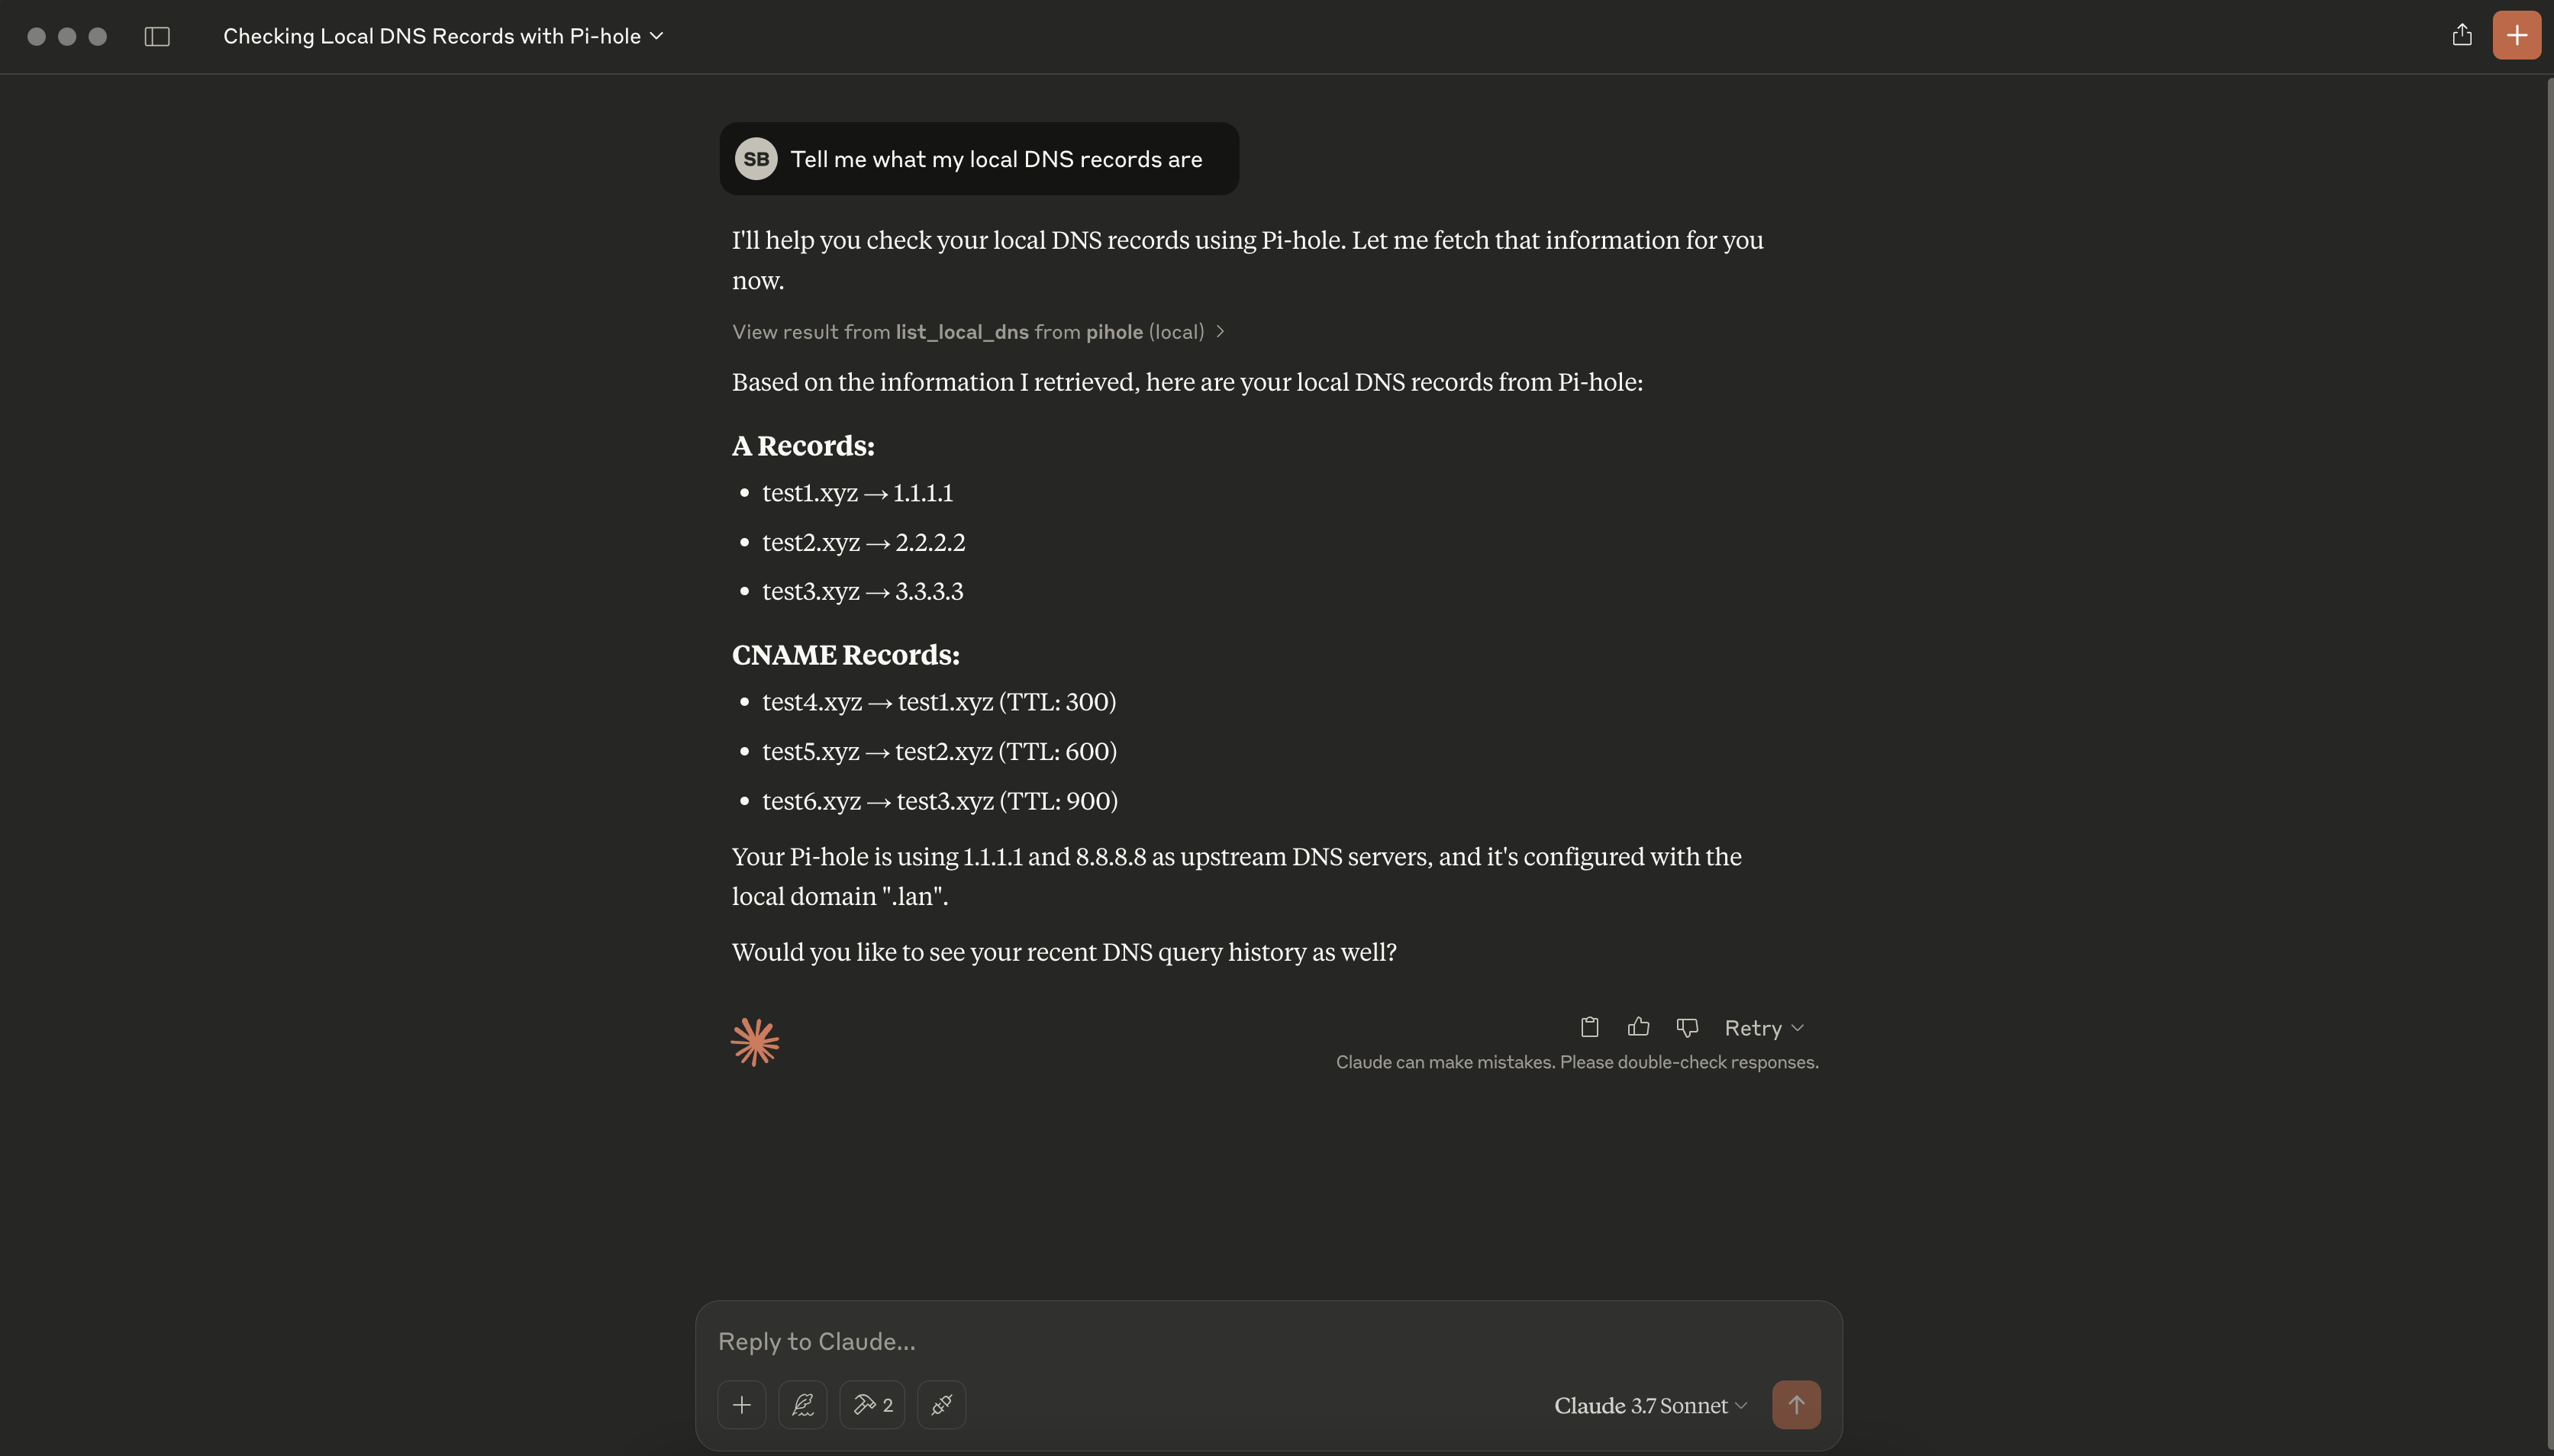 Checking Local DNS Records with Pi-hole
SB Tell me what my local DNS records are
I'll help you check your local DNS records using Pi-hole. Let me fetch that information for you
now.
View result from list_local_dns from pihole (local)
Based on the information I retrieved, here are your local DNS records from Pi-hole:
A Records:
• test1.xyz → 1.1.1.1
• test2.xyz → 2.2.2.2
• test3.xyz → 3.3.3.3
CNAME Records:
• test4.xyz → test1.xyz (TTL: 300)
• test5.xyz → test2.xyz (TTL: 600)
• test6.xyz → test3.xyz (TTL: 900)
Your Pi-hole is using 1.1.1.1 and 8.8.8.8 as upstream DNS servers, and it's configured with the
local domain ".lan".
Would you like to see your recent DNS query history as well?
Retry
Claude can make mistakes. Please double-check responses.
Reply to Claude...
2
Claude 3.7 Sonnet